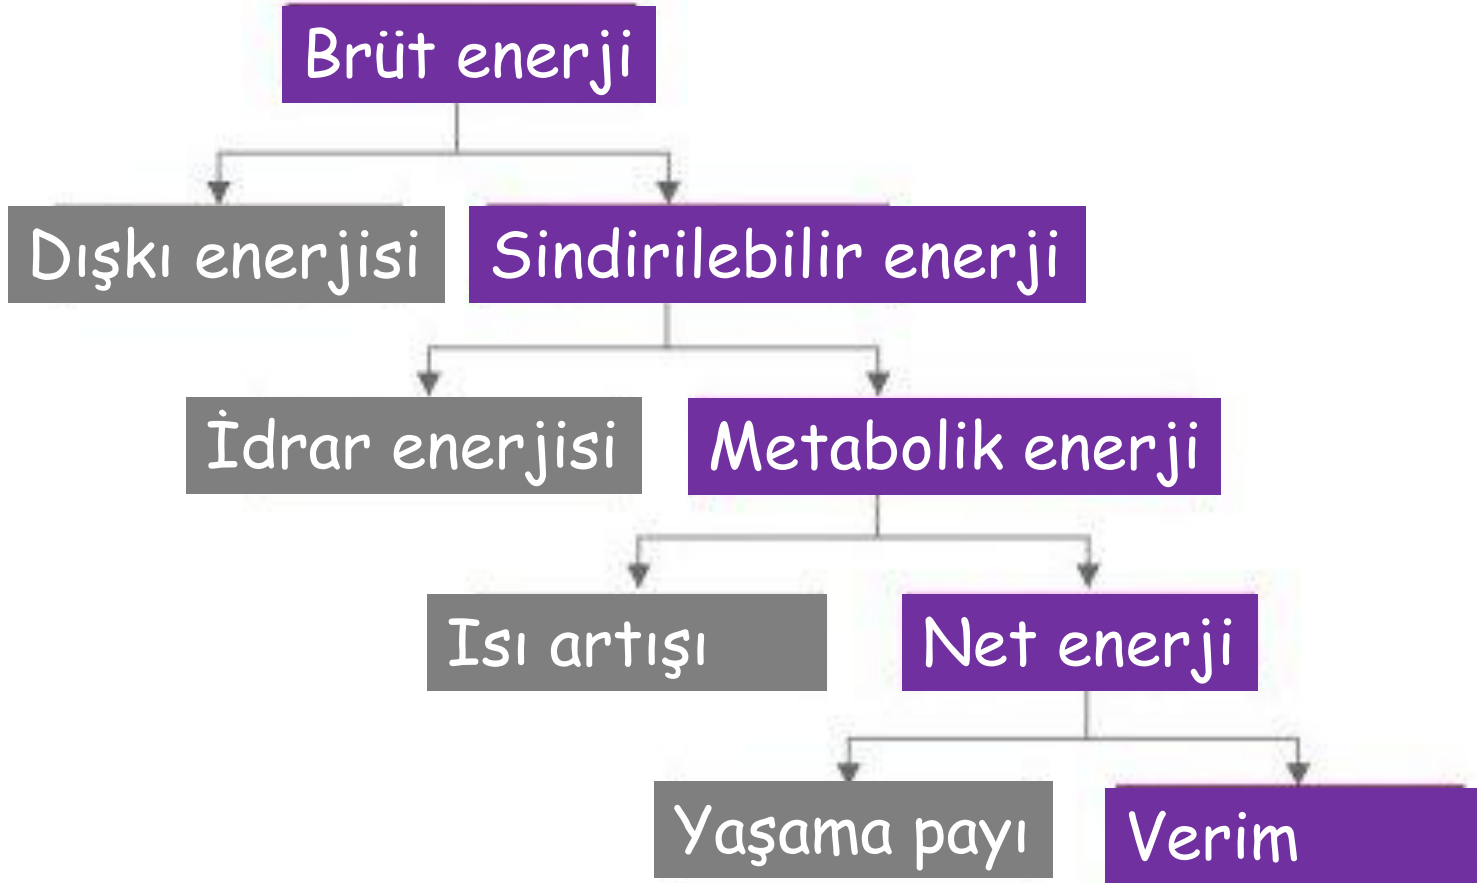 Brüt enerji
Dışkı enerjisi
Sindirilebilir enerji
İdrar enerjisi
Metabolik enerji
Isı artışı
Net enerji
Yaşama payı
Verim